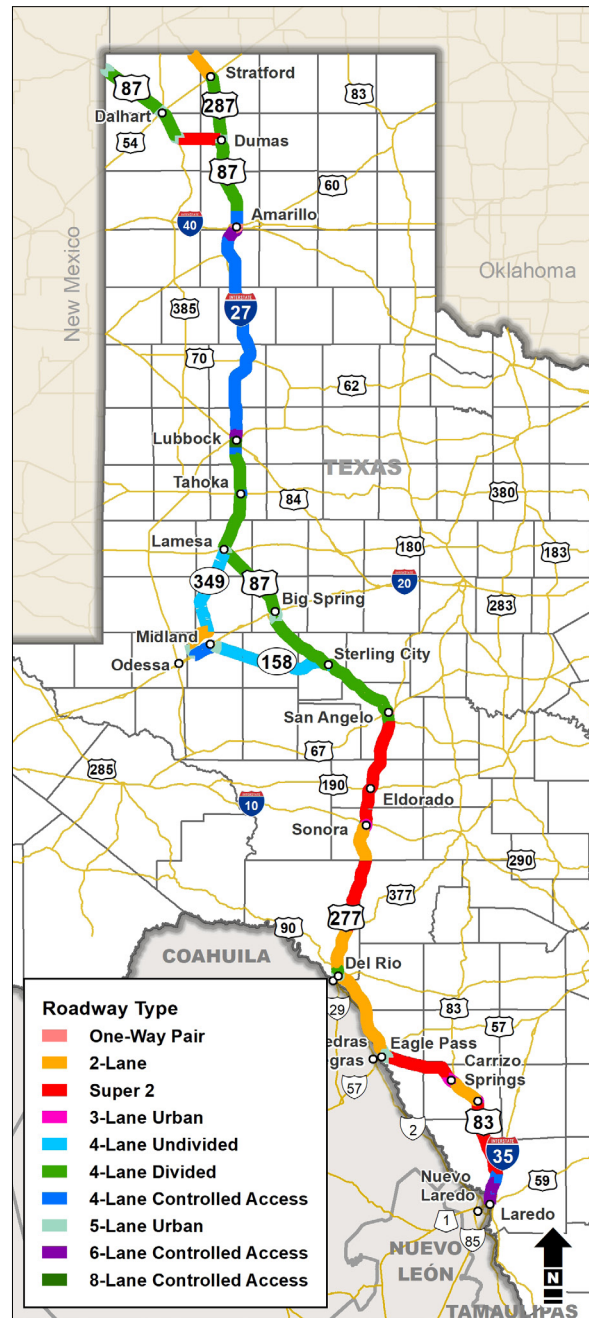 Stratford
87
83
287
Dalhart
54
Dumas
87
60
Amarillo
40
Oklahoma
New Mexico
INTERSTATE
27
385
70
62
Lubbock
TEXAS
Tahoka
84
380
Lamesa
180
183
349
87
20
Big Spring
283
Midland
158
Sterling City
Odessa
San Angelo
67
285
190
10
Eldorado
Sonora
290
377
277
90
COAHUILA
Del Rio
29
83
57
Eagle Pass
edras
gras
Carrizo
Springs
57
2
83
35
59
Nuevo
Laredo
Laredo
1
85
NUEVO
LEÓN
N
TAMAULIPAS
Roadway Type
One-Way Pair
2-Lane
Super 2
3-Lane Urban
4-Lane Undivided
4-Lane Divided
4-Lane Controlled Access
5-Lane Urban
6-Lane Controlled Access
8-Lane Controlled Access